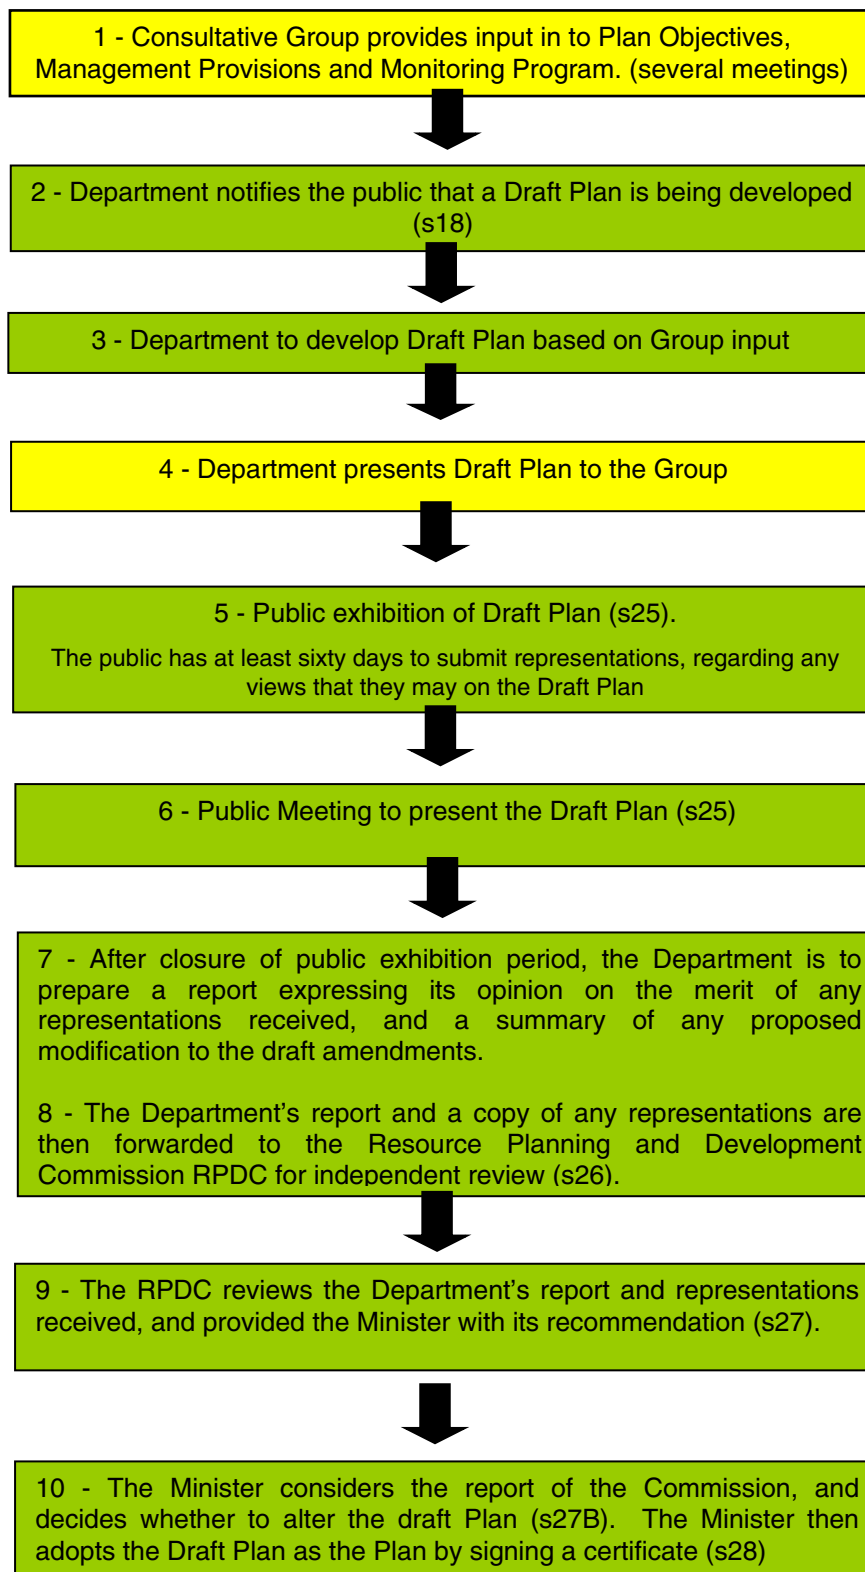 1 - Consultative Group provides input in to Plan Objectives,
Management Provisions and Monitoring Program. (several meetings)
2 - Department notifies the public that a Draft Plan is being developed
(s18)
3 - Department to develop Draft Plan based on Group input
4 - Department presents Draft Plan to the Group
5 - Public exhibition of Draft Plan (s25).
The public has at least sixty days to submit representations, regarding any
views that they may on the Draft Plan
6 - Public Meeting to present the Draft Plan (s25)
7 - After closure of public exhibition period, the Department is to
prepare a report expressing its opinion on the merit of any
representations received, and a summary of any proposed
modification to the draft amendments.
8 - The Department's report and a copy of any representations are
then forwarded to the Resource Planning and Development
Commission RPDC for independent review (s26).
9 - The RPDC reviews the Department's report and representations
received, and provided the Minister with its recommendation (s27).
10 - The Minister considers the report of the Commission, and
decides whether to alter the draft Plan (s27B). The Minister then
adopts the Draft Plan as the Plan by signing a certificate (s28)